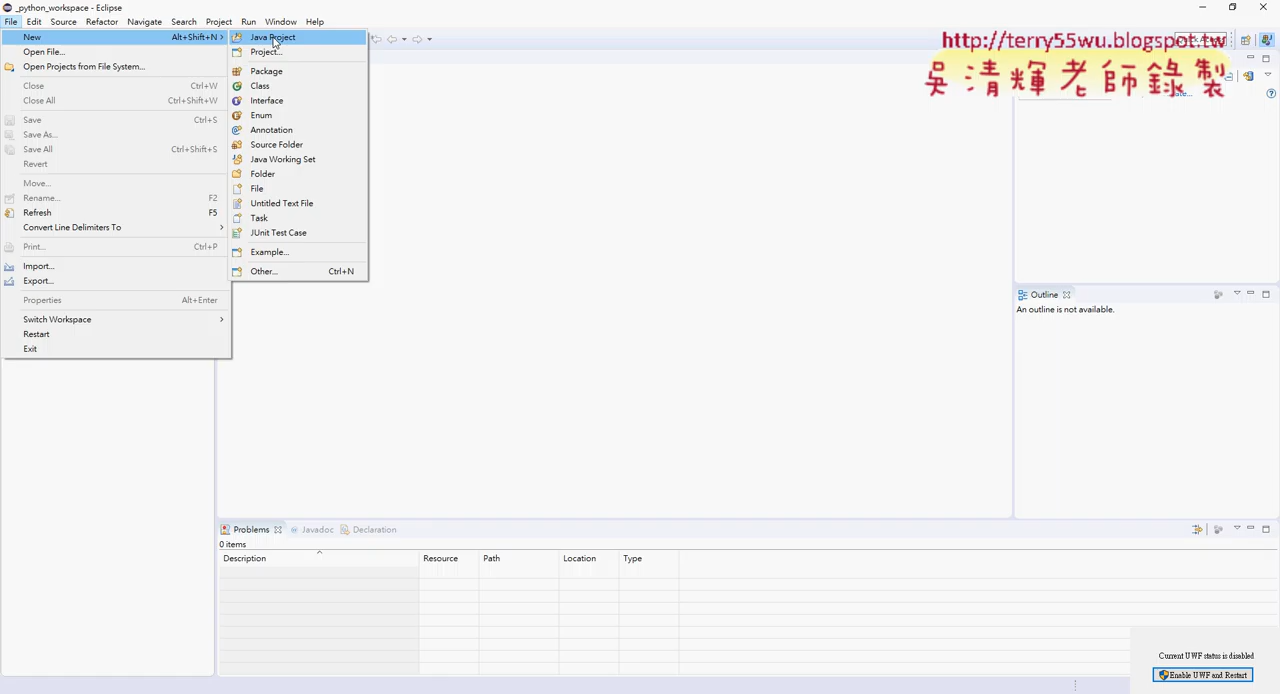 _python_workspace - Eclipse
File Edit Source Refactor Navigate Search Project Run Window Help
New Alt+Shift+N
Open File...
Open Projects from File System...
Close Ctrl+W
Close All Ctrl+Shift+W
Save Ctrl+S
Save As...
Save All Ctrl+Shift+S
Revert
Move...
Rename... F2
Refresh F5
Convert Line Delimiters To
Print... Ctrl+P
Import...
Export...
Properties Alt+Enter
Switch Workspace
Restart
Exit
Java Project
Project...
Package
Class
Interface
Enum
Annotation
Source Folder
Java Working Set
Folder
File
Untitled Text File
Task
JUnit Test Case
Example...
Other... Ctrl+N
http://terry55wu.blogspot.tw
吳清輝老師錄製
Outline
An outline is not available.
Problems Javadoc Declaration
0 items
Description Resource Path Location Type
Current UWF status is disabled
Enable UWF and Restart